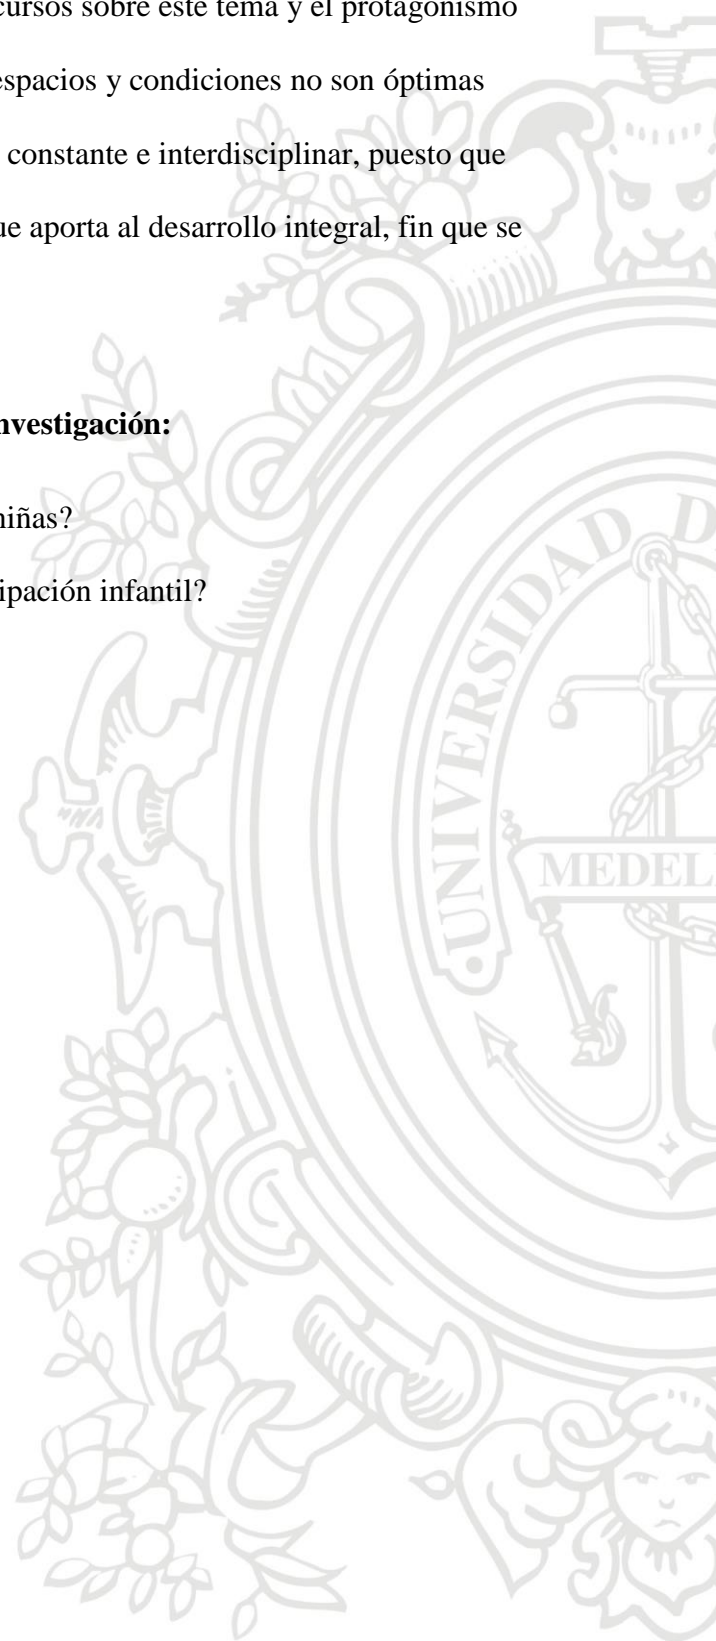 cursos sobre este tema y el protagonismo
espacios y condiciones no son óptimas
constante e interdisciplinar, puesto que
ue aporta al desarrollo integral, fin que se
nvestigación:
niñas?
ipación infantil?
UNIVERSIDAD D
MEDEL